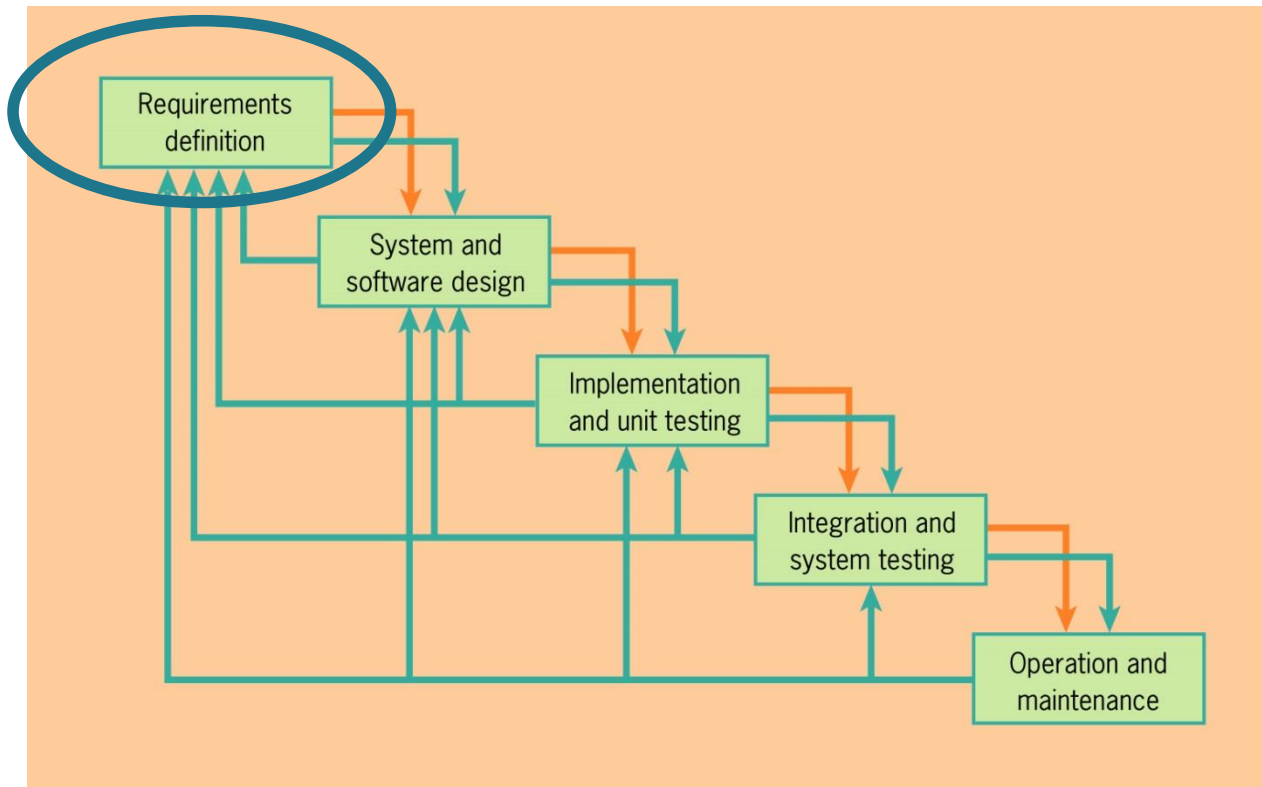 Requirements
definition
System and
software design
Implementation
and unit testing
Integration and
system testing
Operation and
maintenance